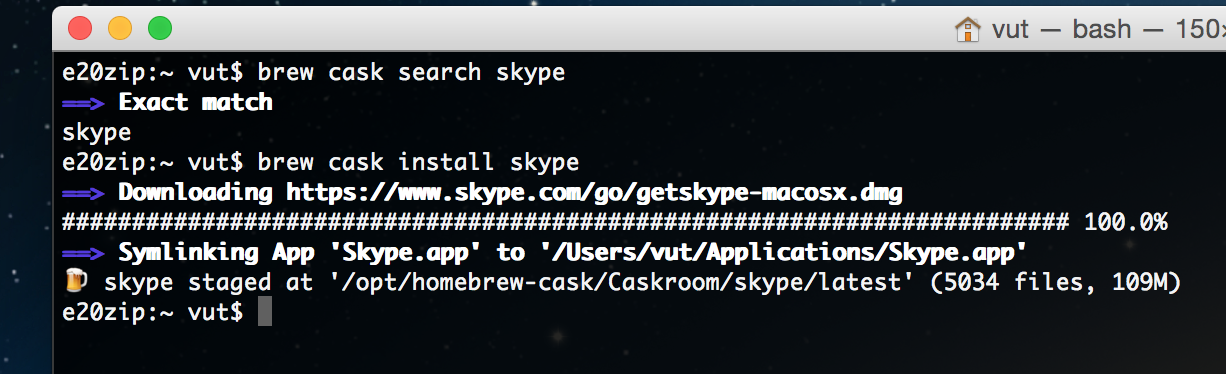 vut — bash — 150×
e20zip:~ vut$ brew cask search skype
==> Exact match
skype
e20zip:~ vut$ brew cask install skype
==> Downloading https://www.skype.com/go/getskype-macosx.dmg
######################################################################## 100.0%
==> Symlinking App 'Skype.app' to '/Users/vut/Applications/Skype.app'
🍺 skype staged at '/opt/homebrew-cask/Caskroom/skype/latest' (5034 files, 109M)
e20zip:~ vut$